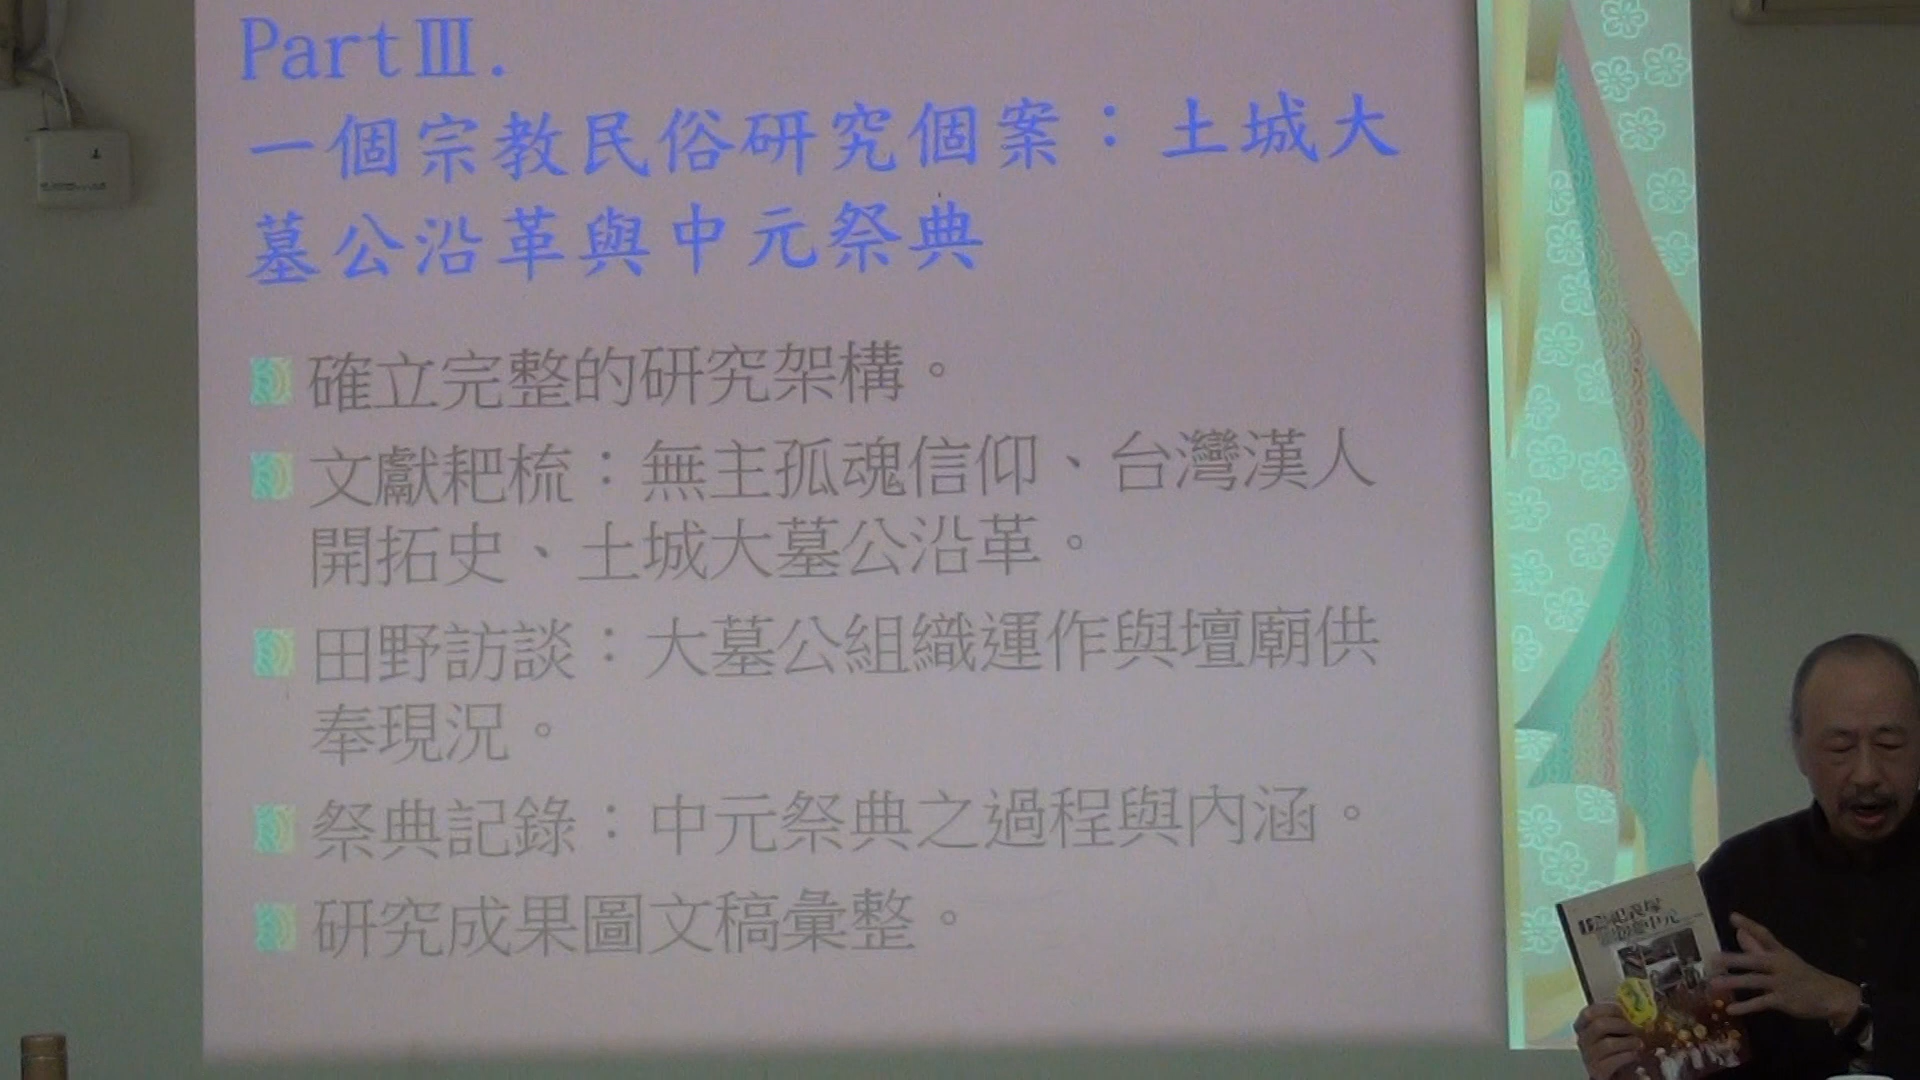 PartⅢ.
一個宗教民俗研究個案：土城大
墓公沿革與中元祭典
確立完整的研究架構。
文獻耙梳：無主孤魂信仰、台灣漢人
開拓史、土城大墓公沿革。
田野訪談：大墓公組織運作與壇廟供
奉現況。
祭典記錄：中元祭典之過程與內涵。
研究成果圖文稿彙整。